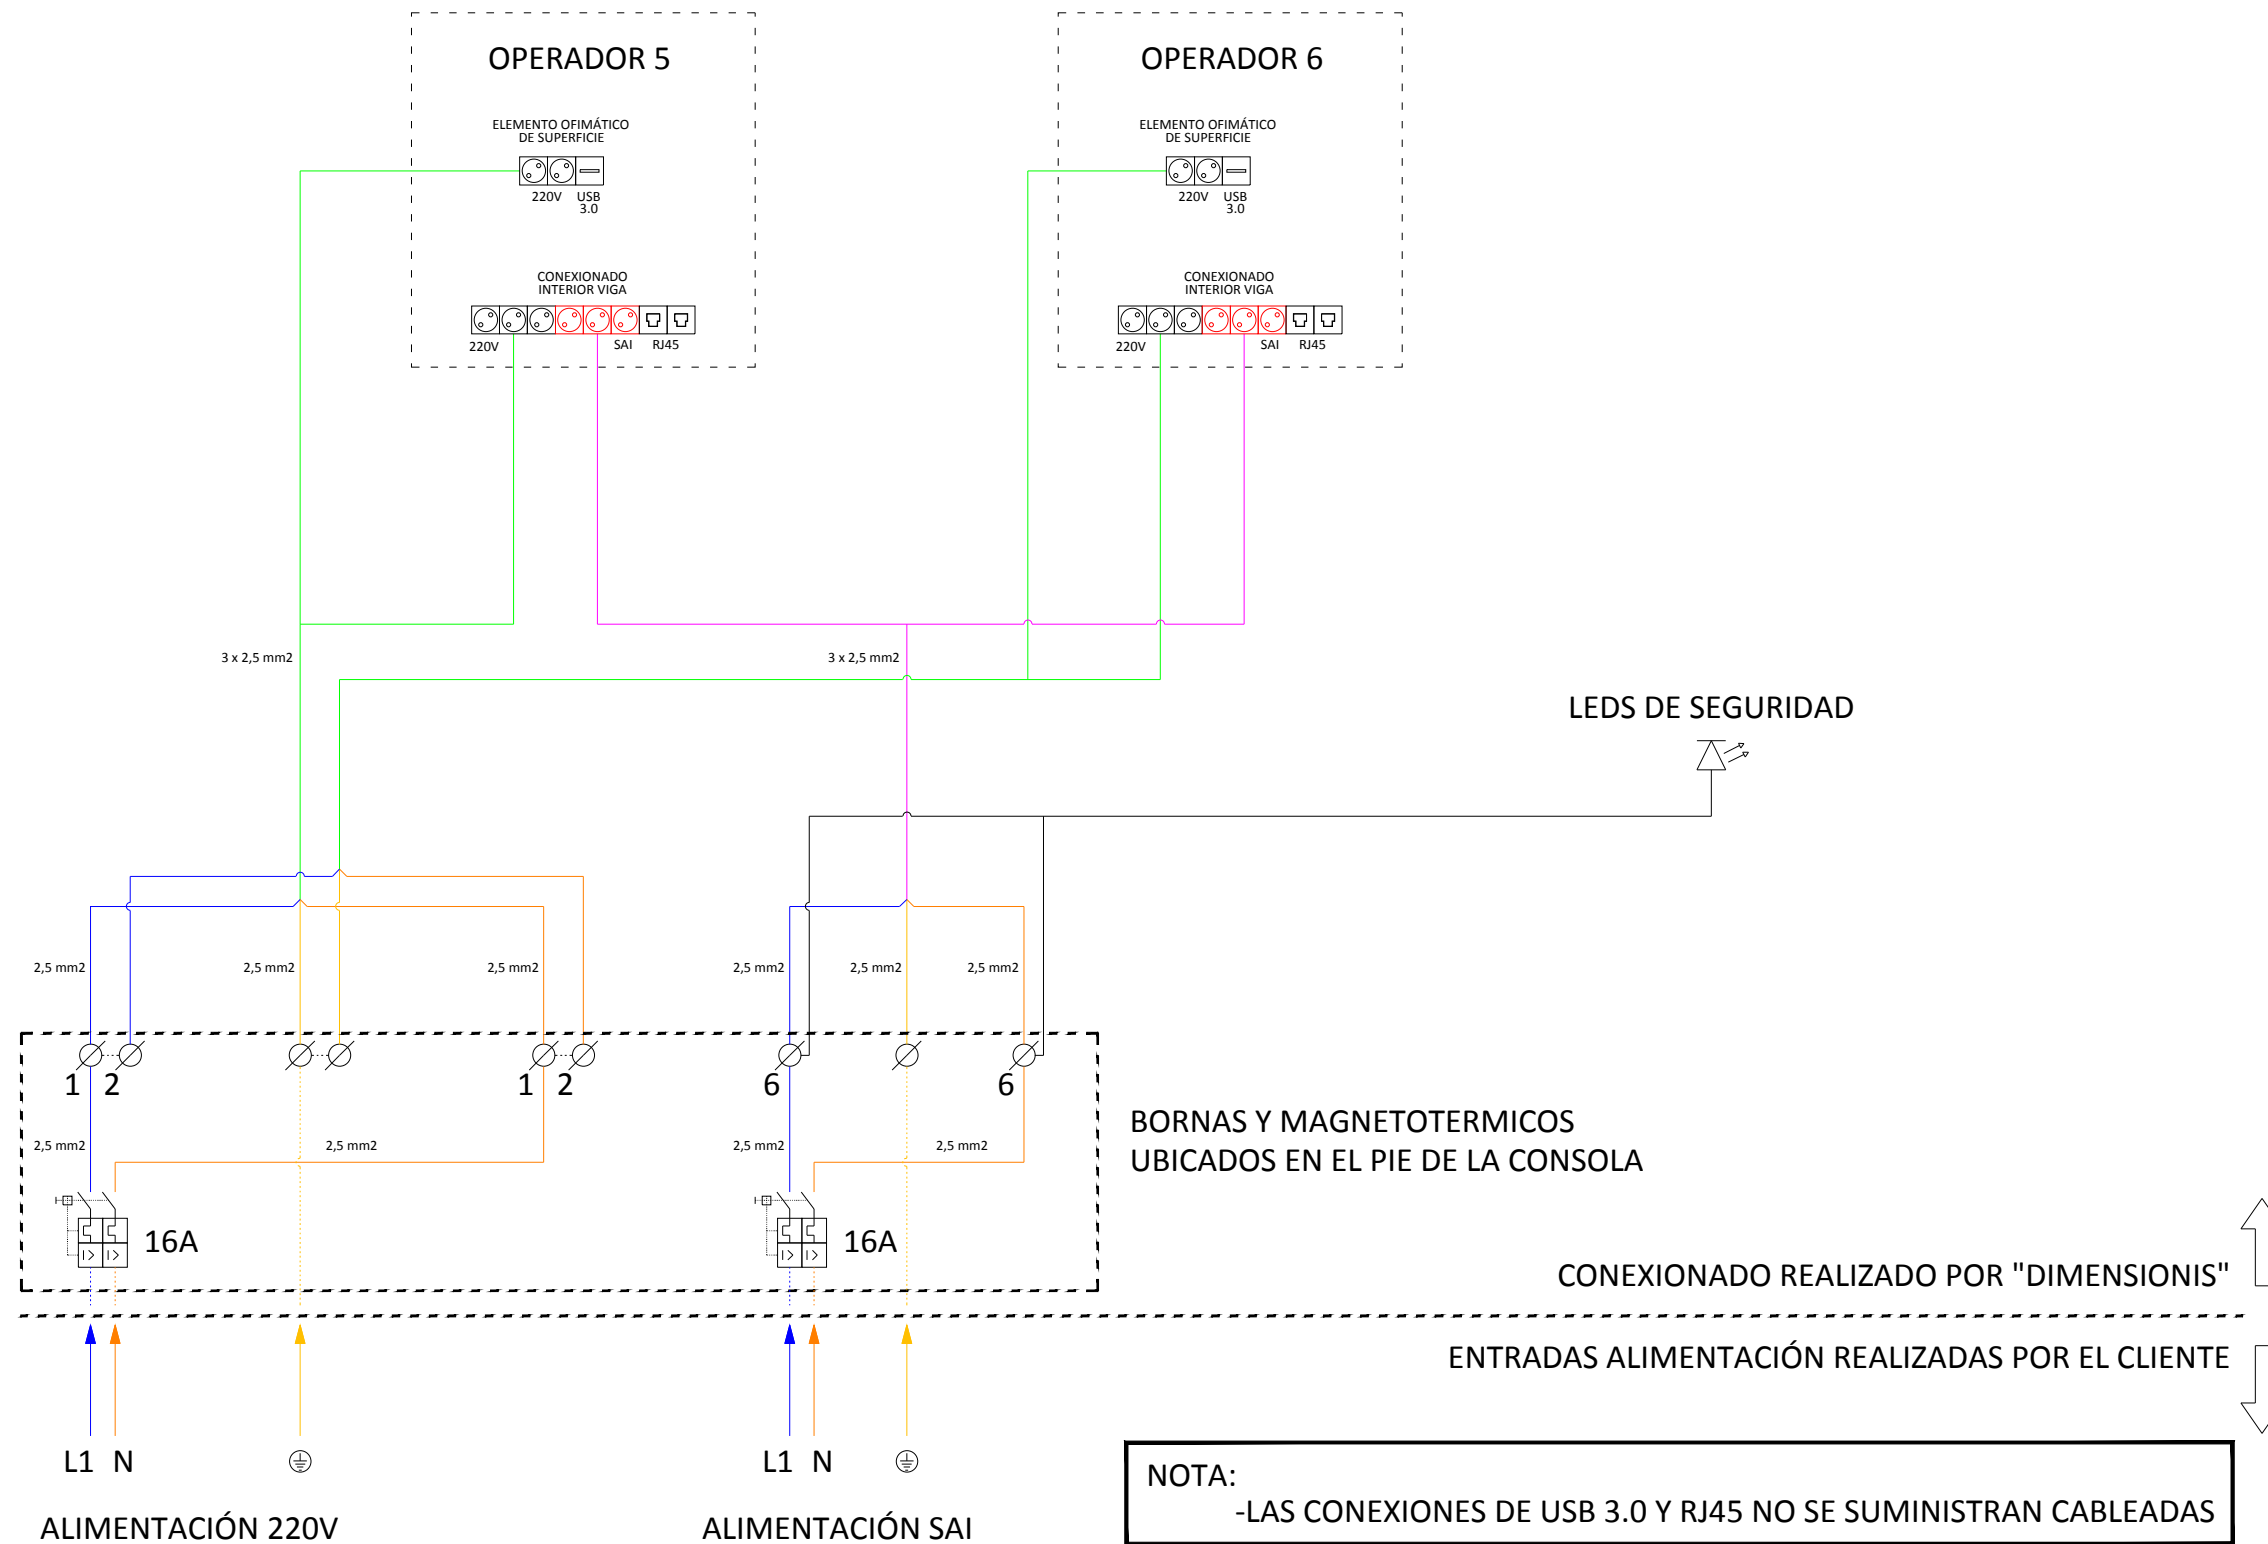 OPERADOR 5
OPERADOR 6
ELEMENTO OFIMÁTICO
DE SUPERFICIE
ELEMENTO OFIMÁTICO
DE SUPERFICIE
220V USB
3.0
220V USB
3.0
CONEXIONADO
INTERIOR VIGA
CONEXIONADO
INTERIOR VIGA
220V SAI RJ45
220V SAI RJ45
3 x 2,5 mm2
3 x 2,5 mm2
LEDS DE SEGURIDAD
2,5 mm2
2,5 mm2
2,5 mm2
2,5 mm2
2,5 mm2
2,5 mm2
1 2
1 2
6
6
BORNAS Y MAGNETOTERMICOS
UBICADOS EN EL PIE DE LA CONSOLA
2,5 mm2
2,5 mm2
2,5 mm2
2,5 mm2
16A
16A
CONEXIONADO REALIZADO POR "DIMENSIONIS"
ENTRADAS ALIMENTACIÓN REALIZADAS POR EL CLIENTE
L1 N
L1 N
NOTA:
-LAS CONEXIONES DE USB 3.0 Y RJ45 NO SE SUMINISTRAN CABLEADAS
ALIMENTACIÓN 220V
ALIMENTACIÓN SAI